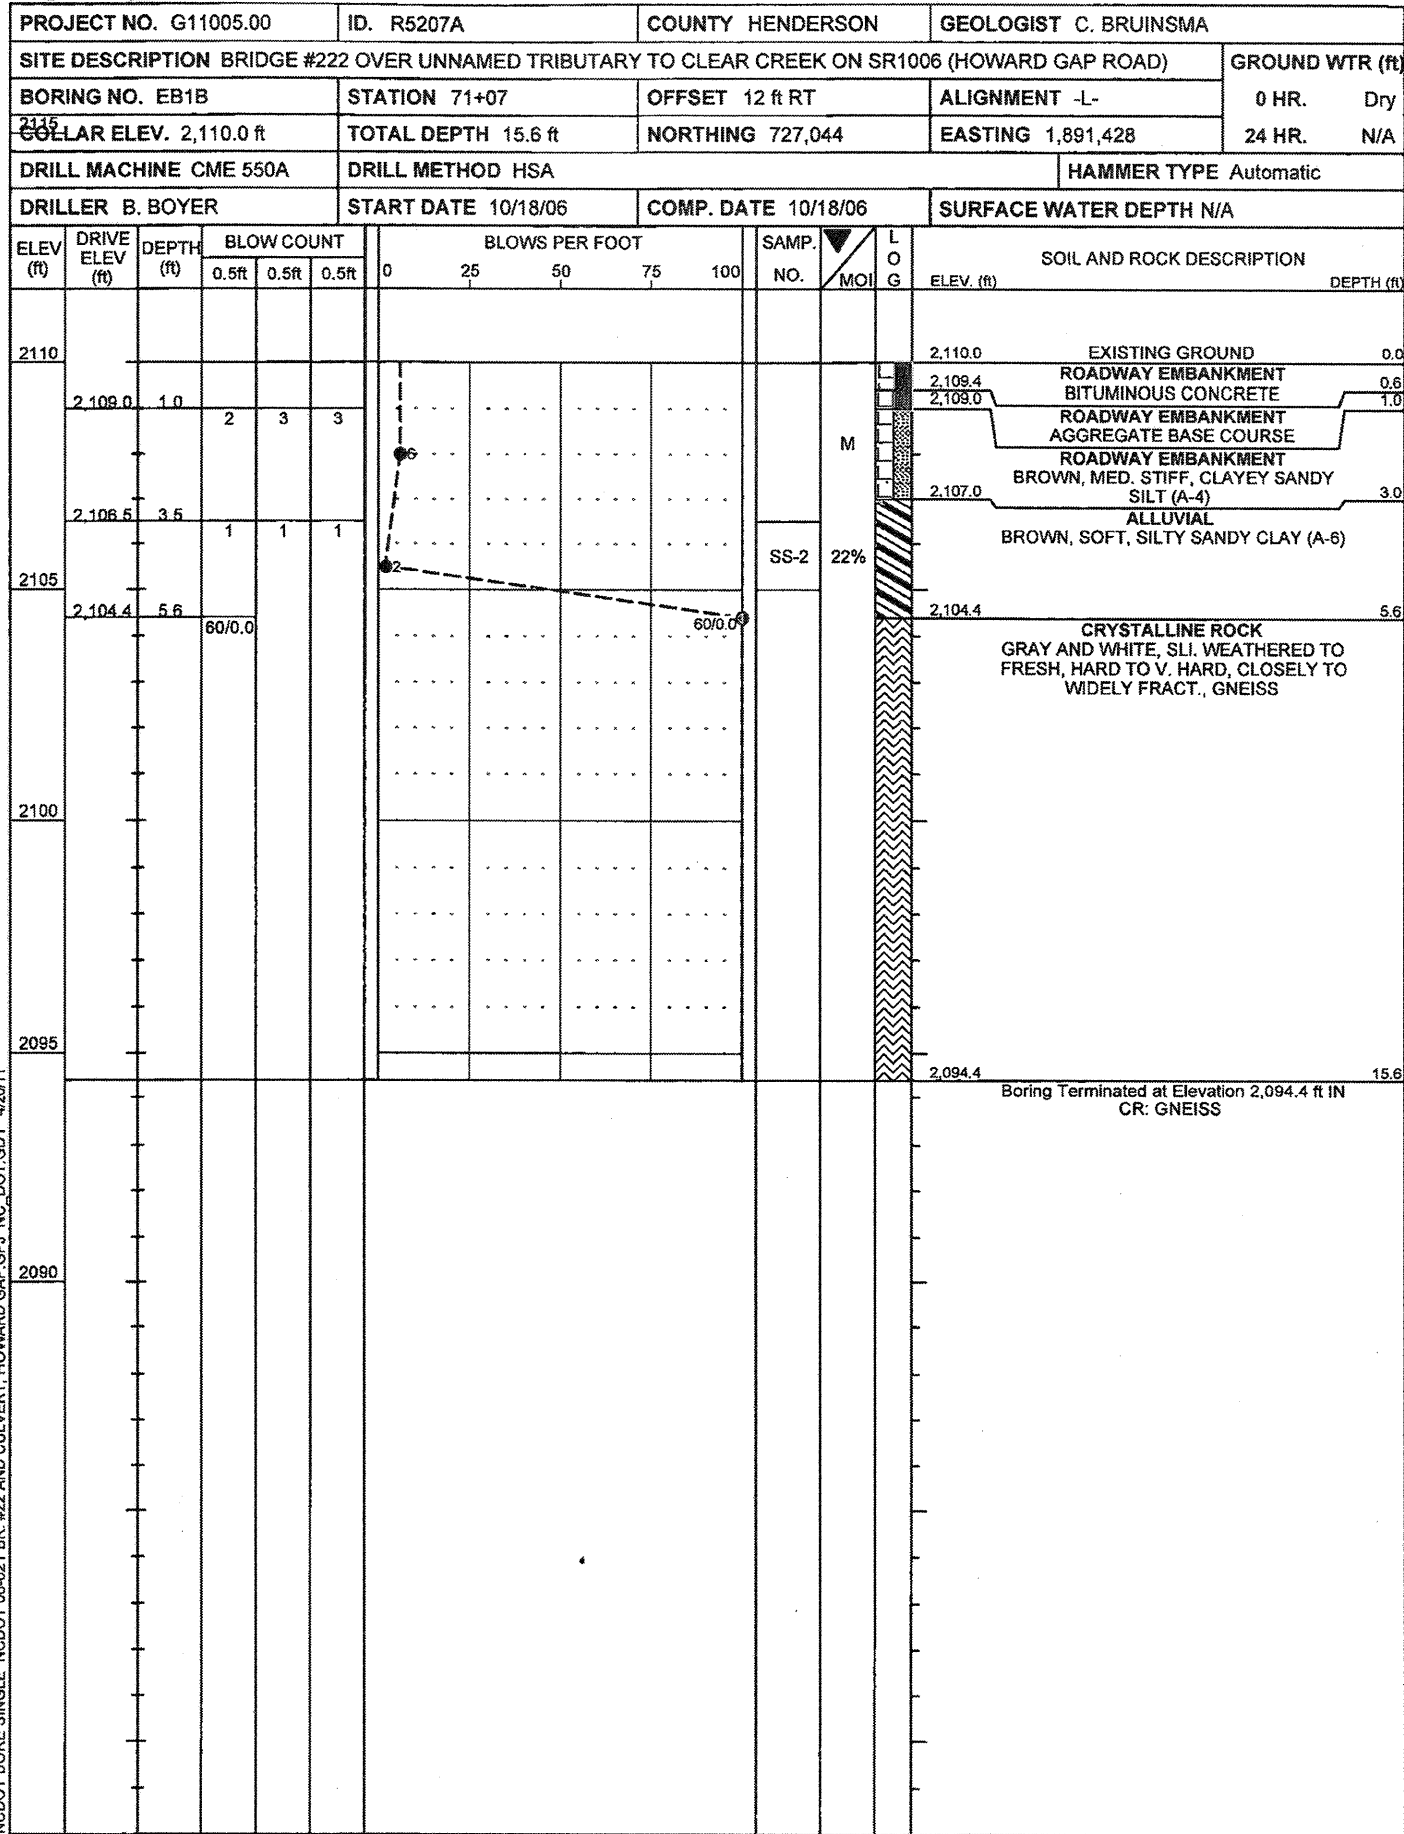 PROJECT NO. G11005.00 ID. R5207A COUNTY HENDERSON GEOLOGIST C. BRUINSMA
SITE DESCRIPTION BRIDGE #222 OVER UNNAMED TRIBUTARY TO CLEAR CREEK ON SR1006 (HOWARD GAP ROAD) GROUND WTR (ft)
BORING NO. EB1B STATION 71+07 OFFSET 12 ft RT ALIGNMENT -L- 0 HR. Dry
2115
COLLAR ELEV. 2,110.0 ft TOTAL DEPTH 15.6 ft NORTHING 727,044 EASTING 1,891,428 24 HR. N/A
DRILL MACHINE CME 550A DRILL METHOD HSA HAMMER TYPE Automatic
DRILLER B. BOYER START DATE 10/18/06 COMP. DATE 10/18/06 SURFACE WATER DEPTH N/A
ELEV (ft) DRIVE ELEV (ft) DEPTH (ft) BLOW COUNT BLOWS PER FOOT SAMP. NO. MOI LOG SOIL AND ROCK DESCRIPTION
0.5ft 0.5ft 0.5ft 0 25 50 75 100 ELEV. (ft) DEPTH (ft)
2110 2,110.0 EXISTING GROUND 0.0
ROADWAY EMBANKMENT
2,109.4 BITUMINOUS CONCRETE 0.6
2,109.0 1.0 2,109.0 1.0
2 3 3 ROADWAY EMBANKMENT
M AGGREGATE BASE COURSE
6 ROADWAY EMBANKMENT
BROWN, MED. STIFF, CLAYEY SANDY
2,107.0 SILT (A-4) 3.0
2,106.5 3.5 ALLUVIAL
1 1 1 BROWN, SOFT, SILTY SANDY CLAY (A-6)
2 SS-2 22%
2105
2,104.4 5.6 2,104.4 5.6
60/0.0 60/0.0 CRYSTALLINE ROCK
GRAY AND WHITE, SLI. WEATHERED TO
FRESH, HARD TO V. HARD, CLOSELY TO
WIDELY FRACT., GNEISS
2100
2095
2,094.4 15.6
Boring Terminated at Elevation 2,094.4 ft IN
CR: GNEISS
2090